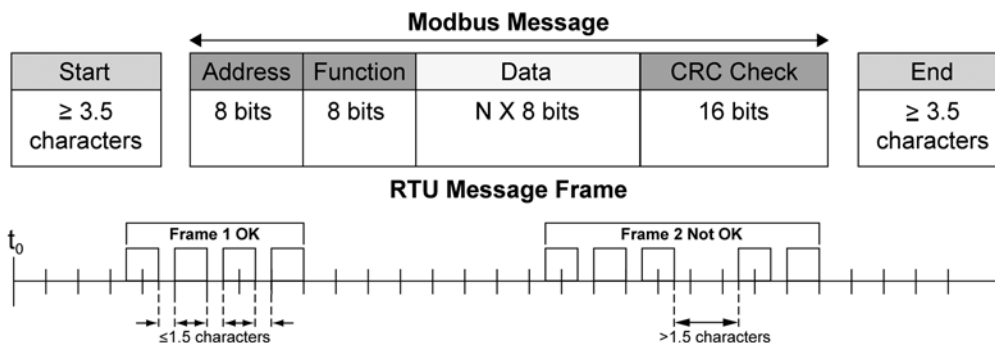 Modbus Message
Start Address Function Data CRC Check End
≥ 3.5 characters 8 bits 8 bits N X 8 bits 16 bits ≥ 3.5 characters
RTU Message Frame
t0
Frame 1 OK Frame 2 Not OK
≤1.5 characters >1.5 characters